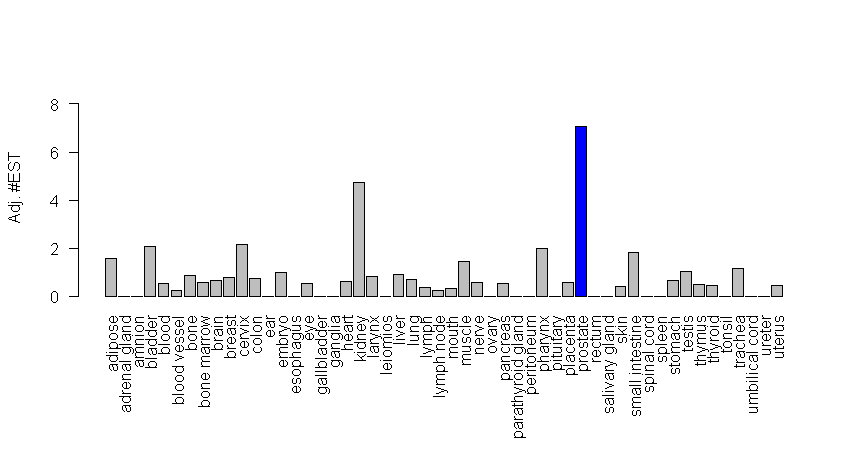 Adj. #EST
8
6
4
2
0
adipose
adrenal gland
amnion
bladder
blood
blood vessel
bone
bone marrow
brain
breast
cervix
colon
ear
embryo
esophagus
eye
gallbladder
ganglia
heart
kidney
larynx
leiomios
liver
lung
lymph
lymph node
mouth
muscle
nerve
ovary
pancreas
parathyroid gland
peritoneum
pharynx
pituitary
placenta
prostate
rectum
salivary gland
skin
small intestine
spinal cord
spleen
stomach
testis
thymus
thyroid
tonsil
trachea
umbilical cord
ureter
uterus